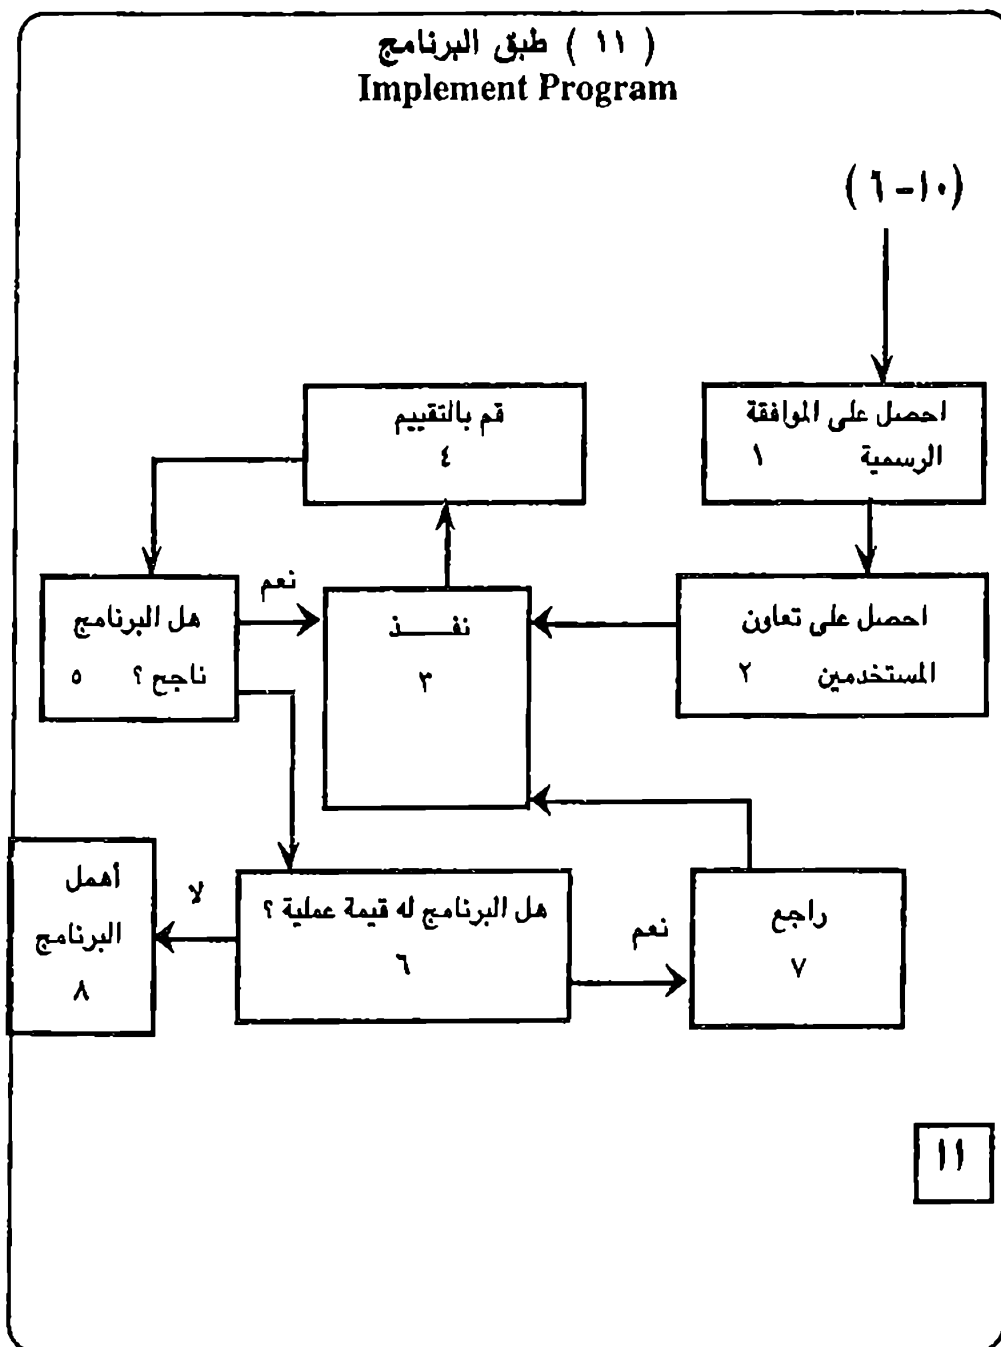 ( ١١ ) طبق البرنامج
Implement Program
(١٠-٦)
احصل على الموافقة
الرسمية ١
احصل على تعاون
المستخدمين ٢
نفـــــذ
٣
قم بالتقييم
٤
هل البرنامج
ناجح ؟ ٥
نعم
هل البرنامج له قيمة عملية ؟
٦
نعم
راجع
٧
لا
أهمل
البرنامج
٨
١١